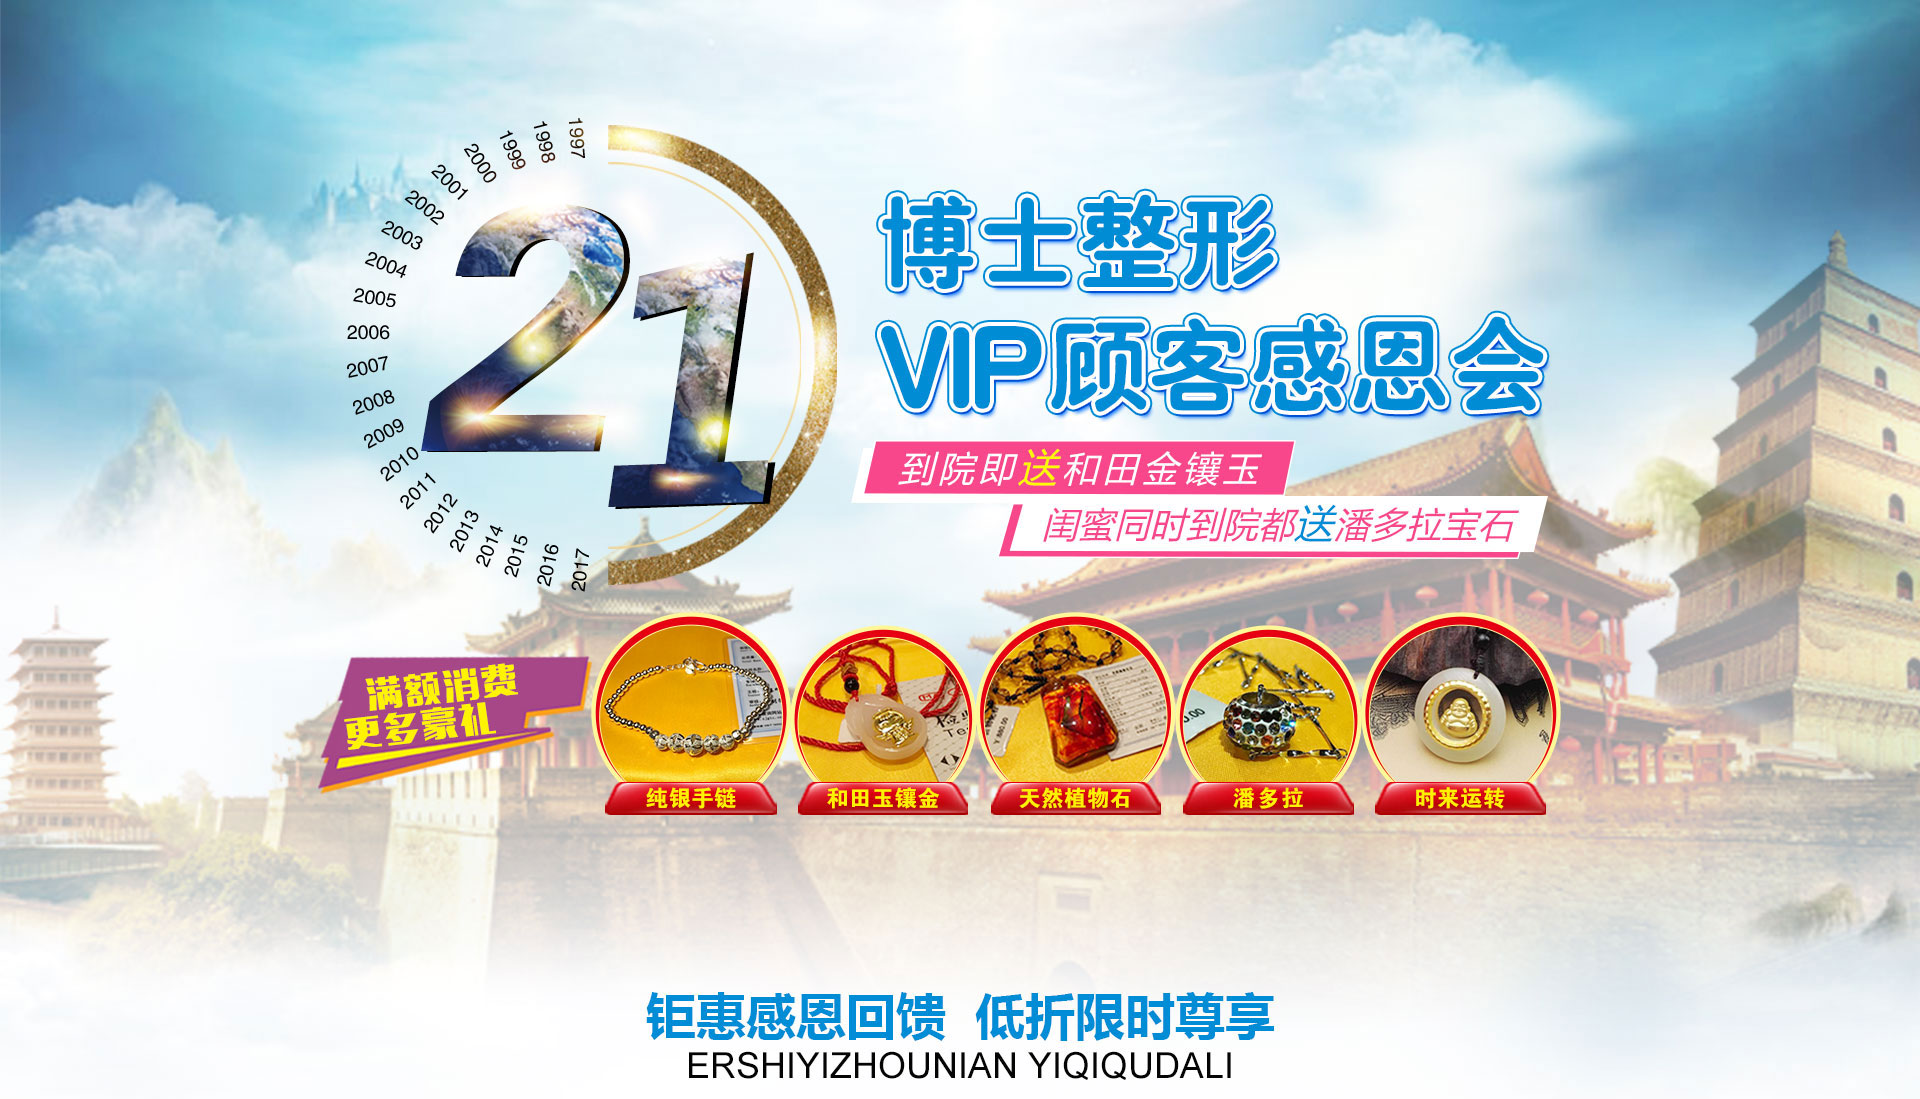 1997
1998
1999
2000
2001
2002
2003
2004
2005
2006
2007
2008
2009
2010
2011
2012
2013
2014
2015
2016
2017
21
博士整形
VIP顾客感恩会
到院即送和田金镶玉
闺蜜同时到院都送潘多拉宝石
满额消费
更多豪礼
纯银手链
和田玉镶金
天然植物石
潘多拉
时来运转
钜惠感恩回馈 低折限时尊享
ERSHIYIZHOUNIAN YIQIQUDALI